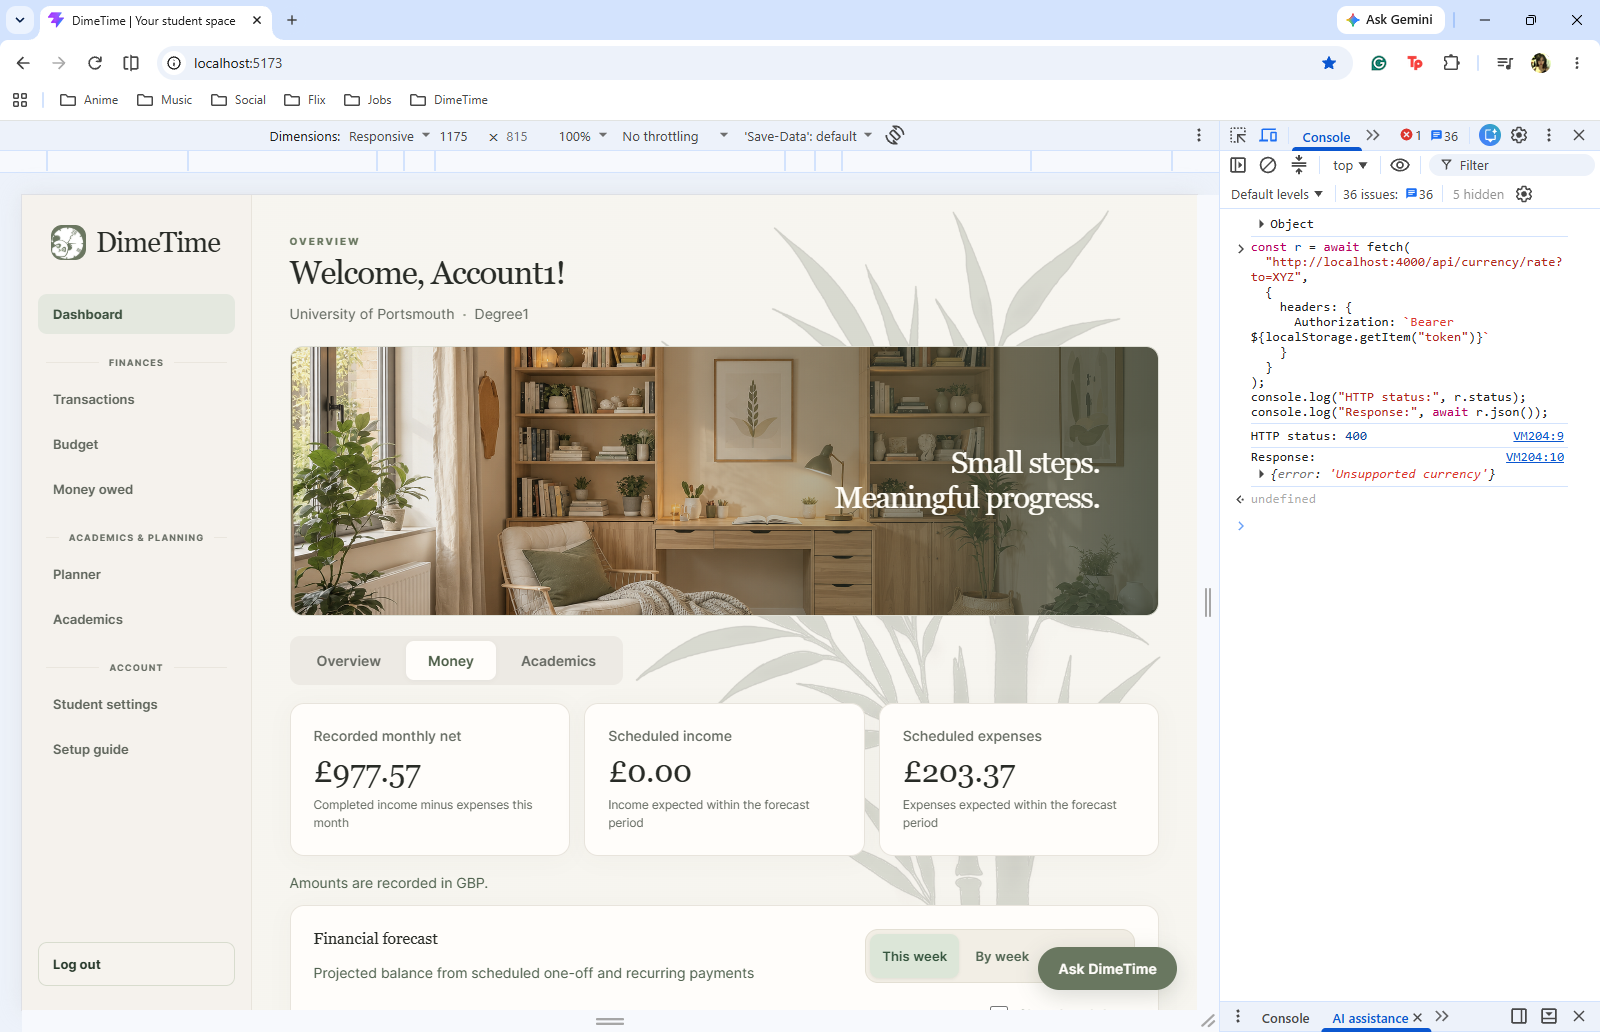 DimeTime | Your student space
Ask Gemini
localhost:5173
Anime
Music
Social
Flix
Jobs
DimeTime
Dimensions: Responsive 1175 × 815 100% No throttling 'Save-Data': default
Console 1 36
top Filter
Default levels 36 issues: 36 5 hidden
DimeTime
Dashboard
FINANCES
Transactions
Budget
Money owed
ACADEMICS & PLANNING
Planner
Academics
ACCOUNT
Student settings
Setup guide
Log out
OVERVIEW
Welcome, Account1!
University of Portsmouth · Degree1
Small steps.
Meaningful progress.
Overview Money Academics
Recorded monthly net
£977.57
Completed income minus expenses this
month
Scheduled income
£0.00
Income expected within the forecast
period
Scheduled expenses
£203.37
Expenses expected within the forecast
period
Amounts are recorded in GBP.
Financial forecast
Projected balance from scheduled one-off and recurring payments
This week By week
Ask DimeTime
Object
const r = await fetch(
"http://localhost:4000/api/currency/rate?
to=XYZ",
{
headers: {
Authorization: `Bearer
${localStorage.getItem("token")}`
}
}
);
console.log("HTTP status:", r.status);
console.log("Response:", await r.json());
HTTP status: 400 VM204:9
Response: VM204:10
{error: 'Unsupported currency'}
undefined
Console AI assistance